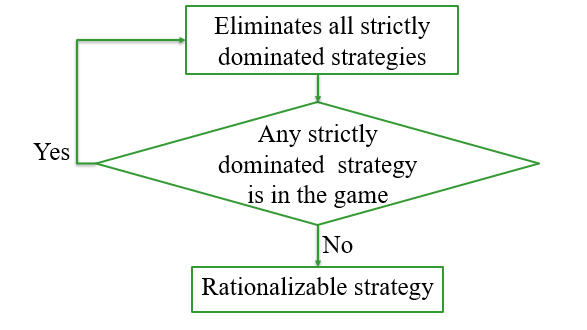 Eliminates all strictly
dominated strategies
Any strictly
dominated strategy
is in the game
Yes
No
Rationalizable strategy